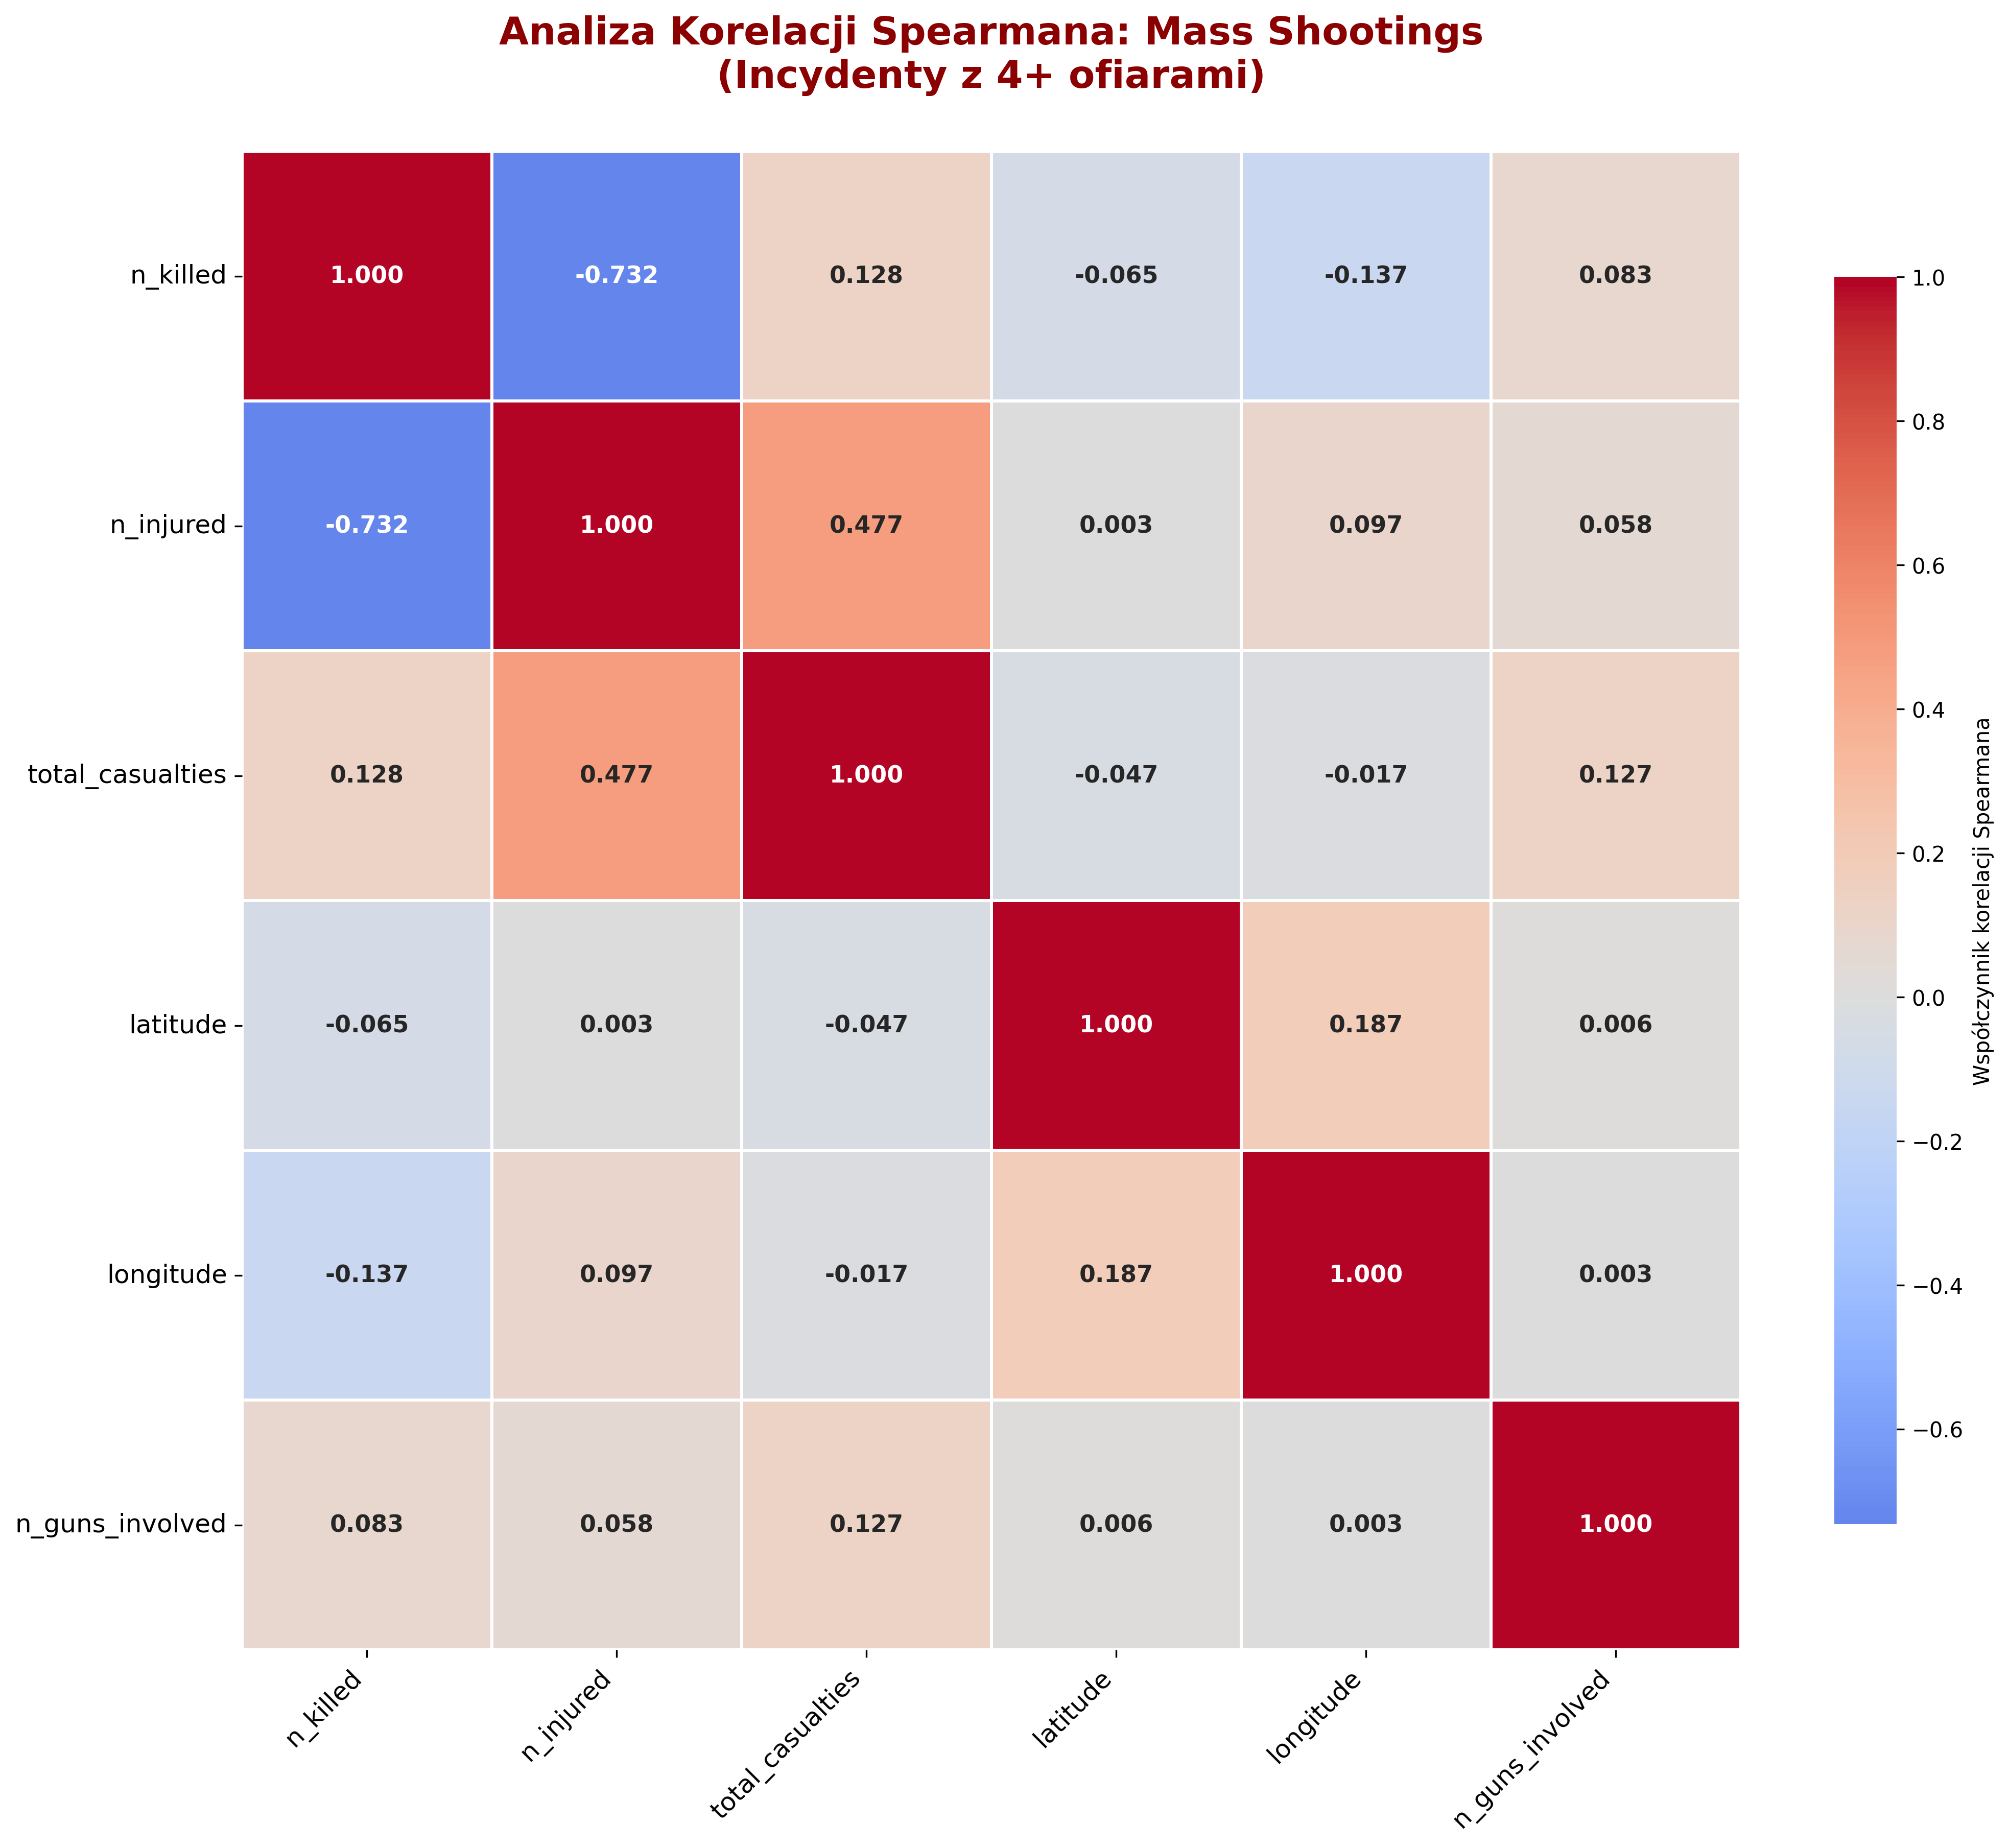 Analiza Korelacji Spearmana: Mass Shootings
(Incydenty z 4+ ofiarami)
n_killed 1.000 -0.732 0.128 -0.065 -0.137 0.083
n_injured -0.732 1.000 0.477 0.003 0.097 0.058
total_casualties 0.128 0.477 1.000 -0.047 -0.017 0.127
latitude -0.065 0.003 -0.047 1.000 0.187 0.006
longitude -0.137 0.097 -0.017 0.187 1.000 0.003
n_guns_involved 0.083 0.058 0.127 0.006 0.003 1.000
n_killed
n_injured
total_casualties
latitude
longitude
n_guns_involved
1.0
0.8
0.6
0.4
0.2
0.0
−0.2
−0.4
−0.6
Współczynnik korelacji Spearmana